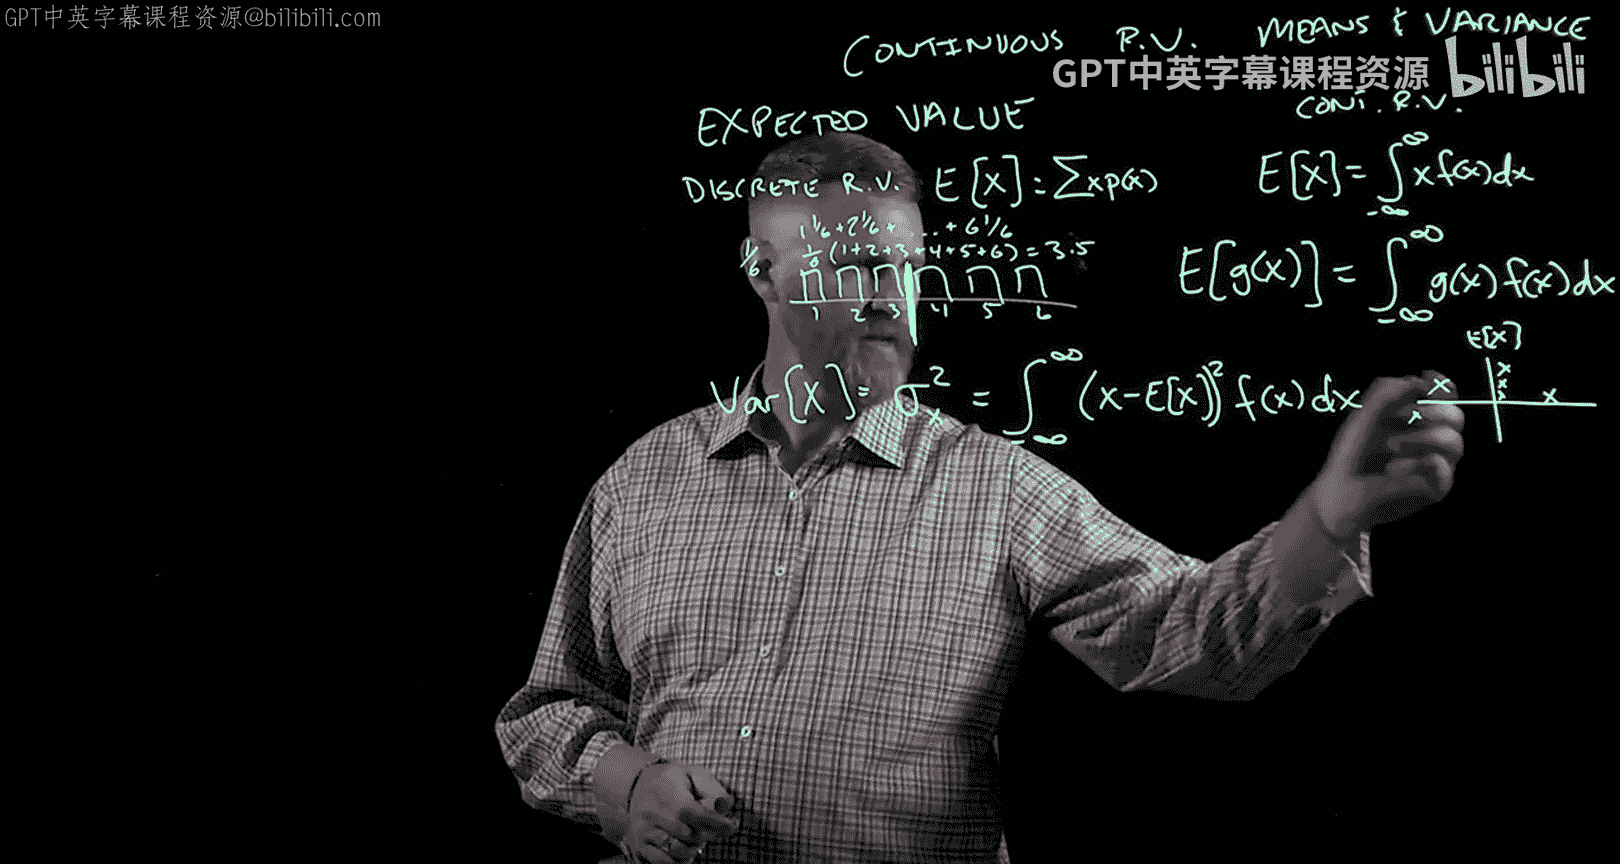 GPT中英字幕课程资源@bilibili.com
CONTINUOUS R.V. MEANS & VARIANCE
GPT中英字幕课程资源 bilibili
EXPECTED VALUE
CONT. R.V.
DISCRETE R.V. E[X] = ∑xp(x)
E[X] = ∫_{-∞}^{∞} x f(x) dx
1 1/6 + 2 1/6 + ... + 6 1/6
1/6 (1+2+3+4+5+6) = 3.5
1/6
1 2 3 4 5 6
E[g(X)] = ∫_{-∞}^{∞} g(x) f(x) dx
E[X]
Var[X] = σ_x^2 = ∫_{-∞}^{∞} (x-E[X])^2 f(x) dx
x x x x x x